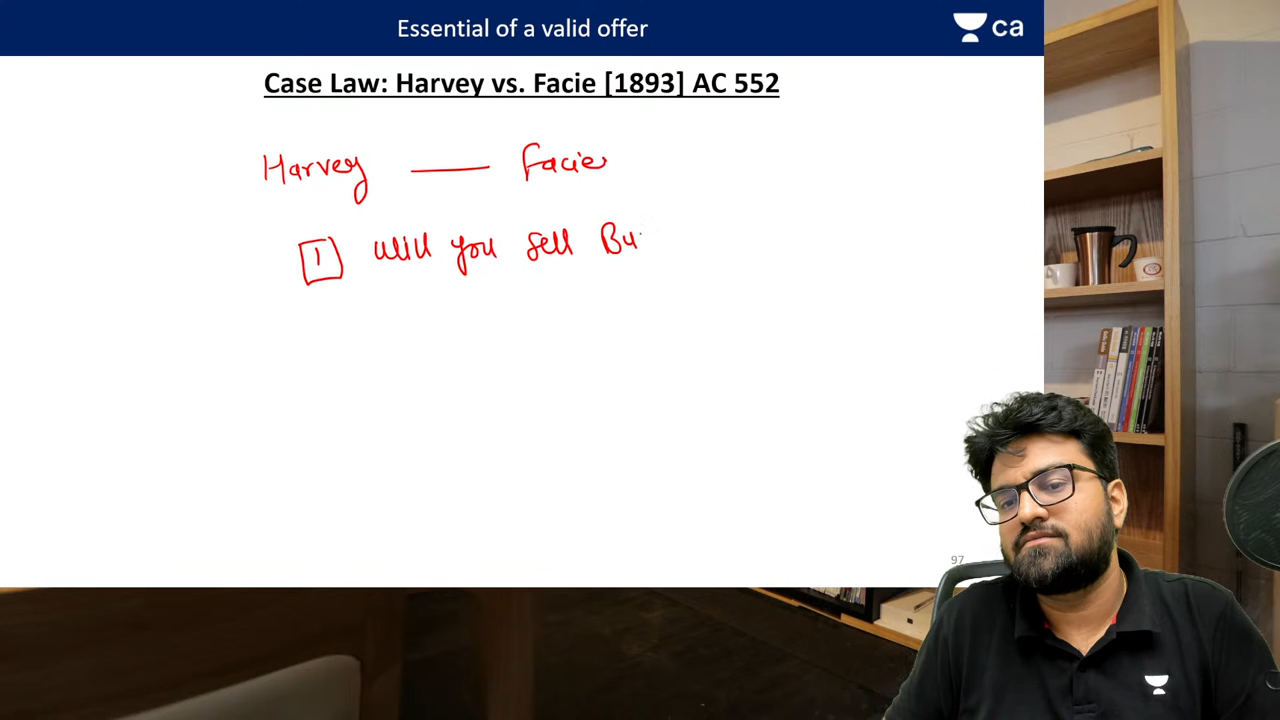 Essential of a valid offer
ca
Case Law: Harvey vs. Facie [1893] AC 552
Harvey —— Facie
1 Will you sell Bu
97